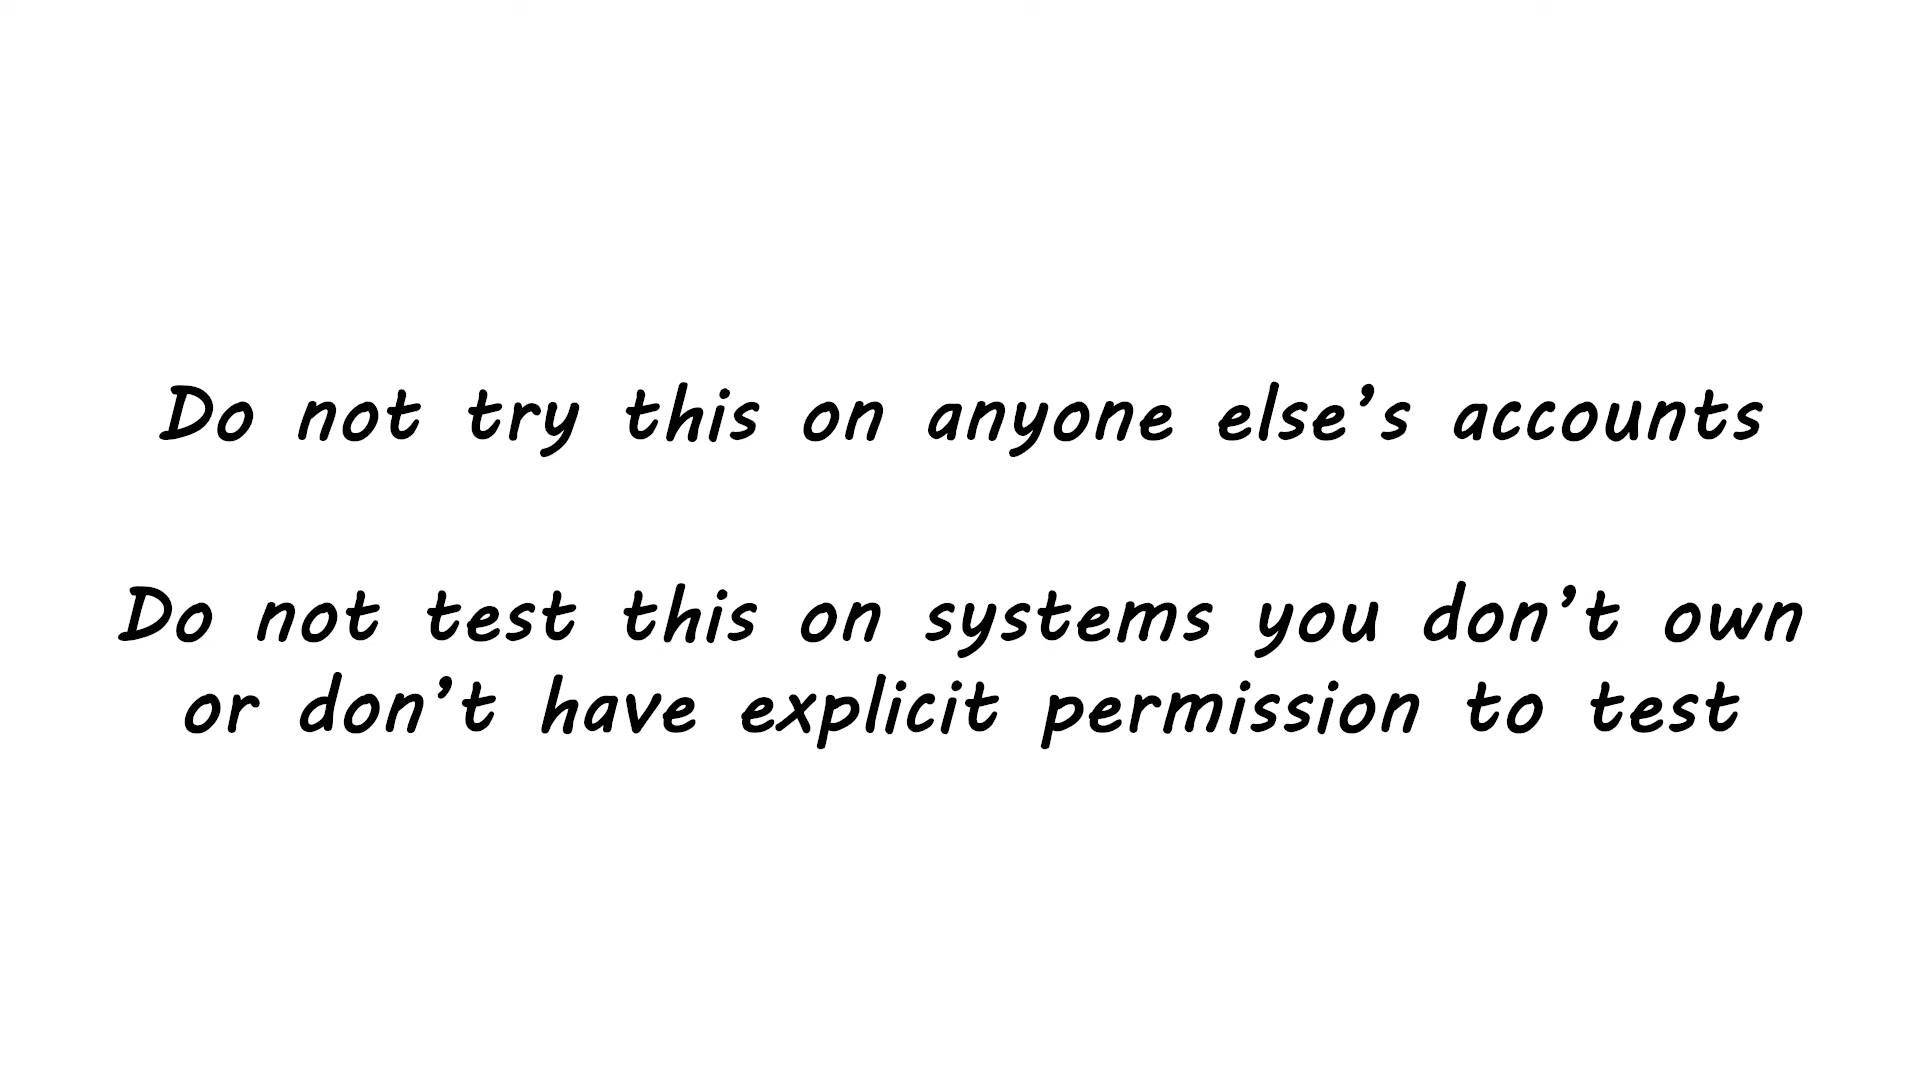 Do not try this on anyone else’s accounts
Do not test this on systems you don’t own
or don’t have explicit permission to test